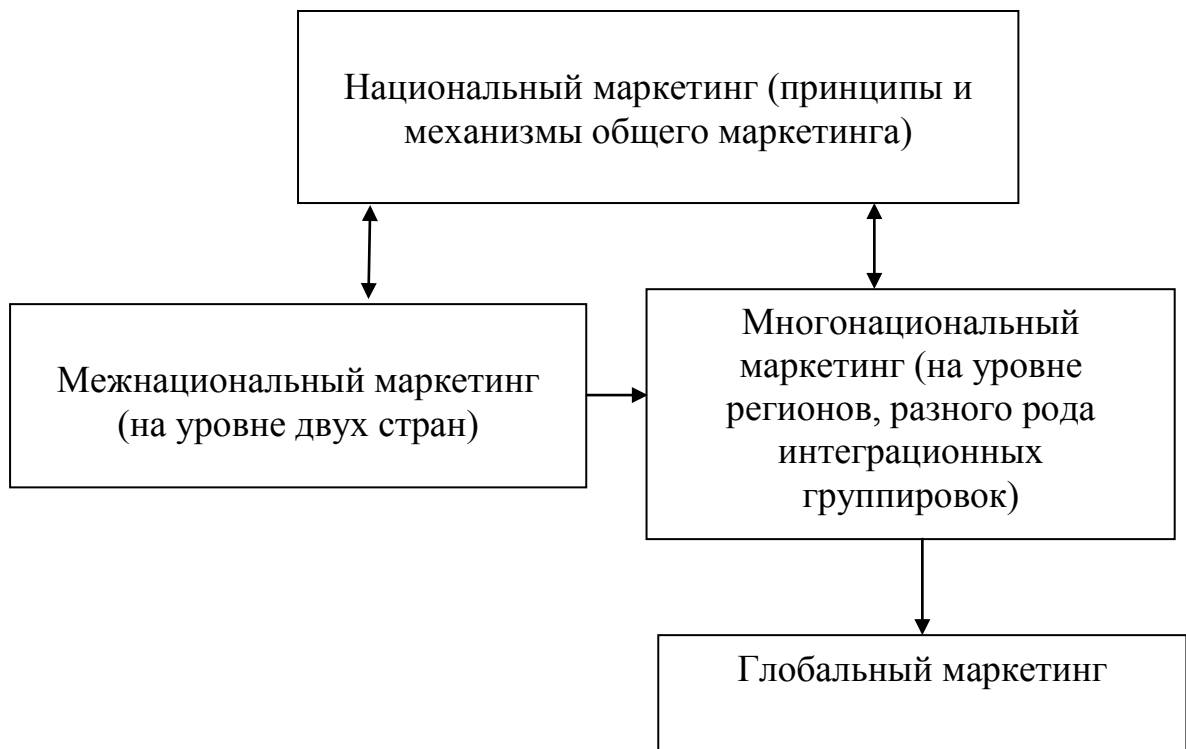 Национальный маркетинг (принципы и
механизмы общего маркетинга)
Межнациональный маркетинг
(на уровне двух стран)
Многонациональный
маркетинг (на уровне
регионов, разного рода
интеграционных
группировок)
Глобальный маркетинг